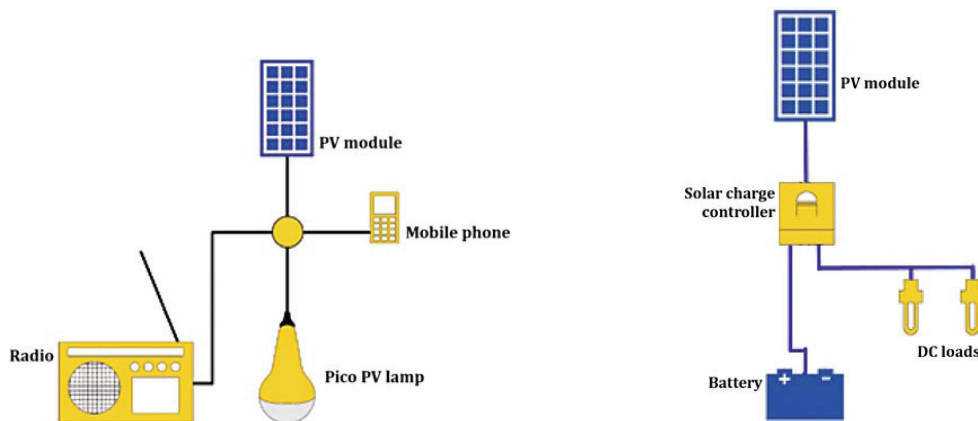 PV module
Mobile phone
Radio
Pico PV lamp
PV module
Solar charge
controller
DC loads
Battery